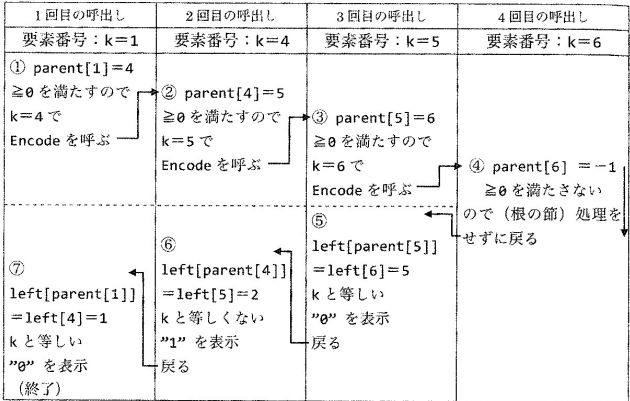 1回目の呼出し
要素番号：k＝1
① parent[1]＝4
≧0 を満たすので
k＝4 で
Encode を呼ぶ
⑦
left[parent[1]]
＝left[4]＝1
k と等しい
”0” を表示
（終了）
2回目の呼出し
要素番号：k＝4
② parent[4]＝5
≧0 を満たすので
k＝5 で
Encode を呼ぶ
⑥
left[parent[4]]
＝left[5]＝2
k と等しくない
”1” を表示
戻る
3回目の呼出し
要素番号：k＝5
③ parent[5]＝6
≧0 を満たすので
k＝6 で
Encode を呼ぶ
⑤
left[parent[5]]
＝left[6]＝5
k と等しい
”0” を表示
戻る
4回目の呼出し
要素番号：k＝6
④ parent[6] ＝－1
≧0 を満たさない
ので（根の節）処理を
せずに戻る